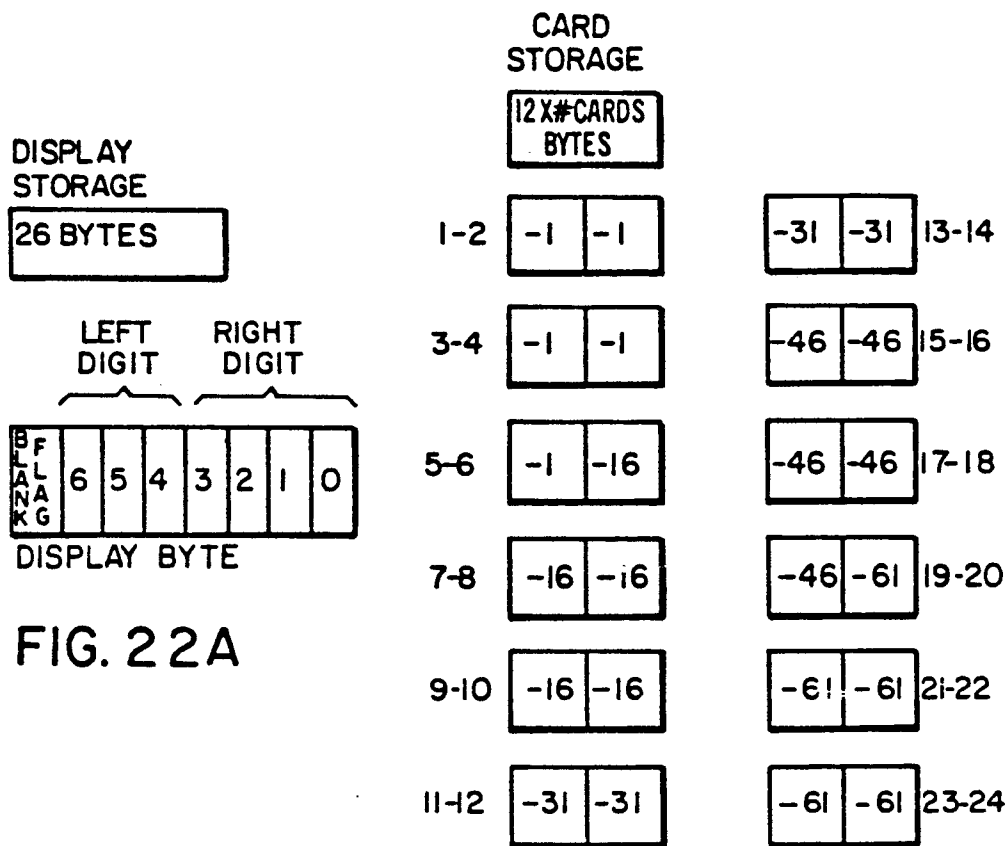 DISPLAY
STORAGE
26 BYTES
LEFT
DIGIT
RIGHT
DIGIT
BLANK FLAG 6 5 4 3 2 1 0
DISPLAY BYTE
FIG. 22A
CARD
STORAGE
12X#CARDS
BYTES
1-2 -1 -1
3-4 -1 -1
5-6 -1 -16
7-8 -16 -16
9-10 -16 -16
11-12 -31 -31
-31 -31 13-14
-46 -46 15-16
-46 -46 17-18
-46 -61 19-20
-61 -61 21-22
-61 -61 23-24